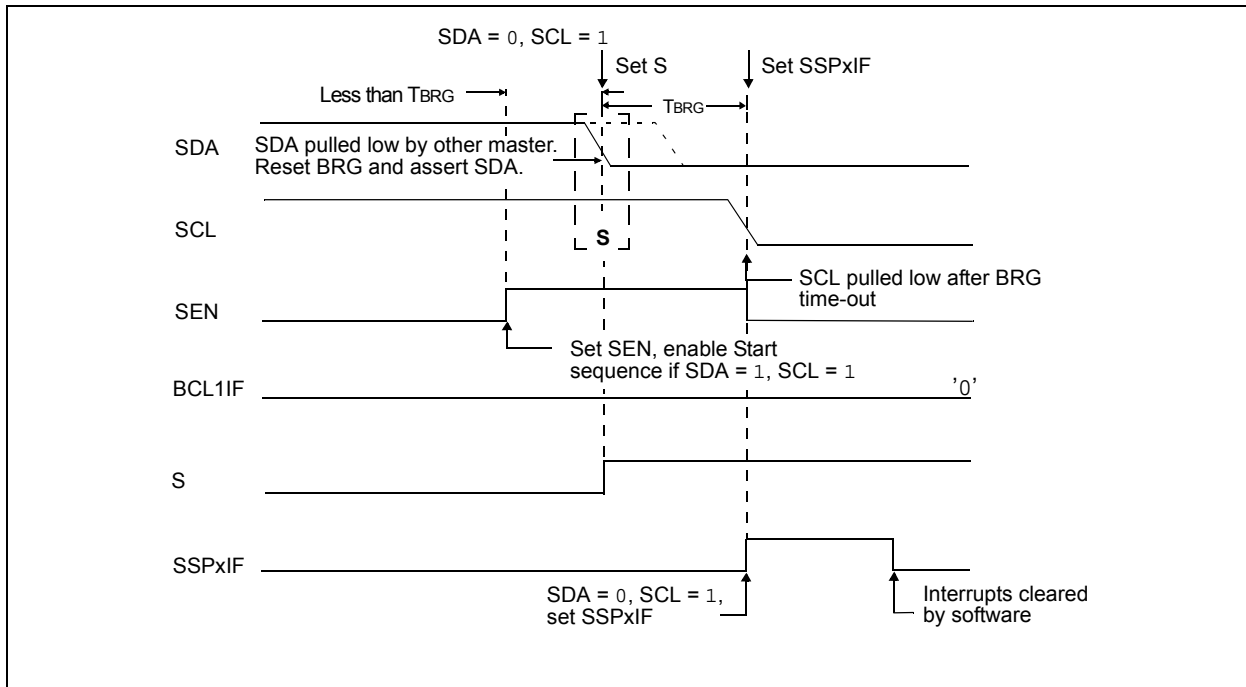 SDA = 0, SCL = 1
Set S
Set SSPxIF
Less than TBRG
TBRG
SDA
SDA pulled low by other master.
Reset BRG and assert SDA.
SCL
S
SCL pulled low after BRG
time-out
SEN
Set SEN, enable Start
sequence if SDA = 1, SCL = 1
BCL1IF
'0'
S
SSPxIF
SDA = 0, SCL = 1,
set SSPxIF
Interrupts cleared
by software